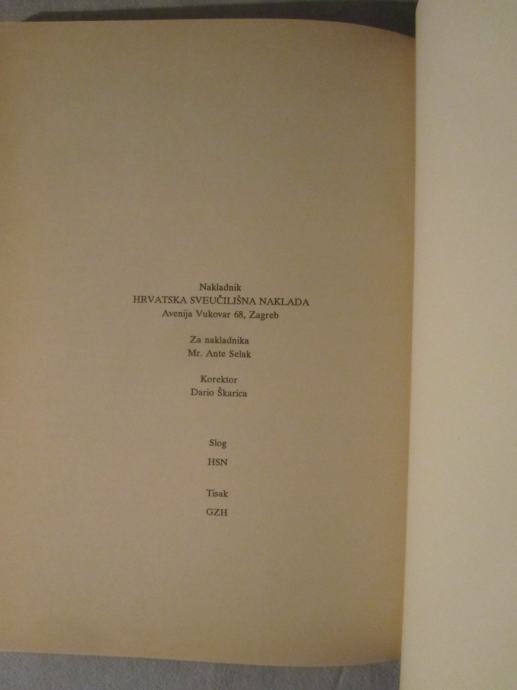 Nakladnik
HRVATSKA SVEUČILIŠNA NAKLADA
Avenija Vukovar 68, Zagreb
Za nakladnika
Mr. Ante Selak
Korektor
Dario Škarica
Slog
HSN
Tisak
GZH